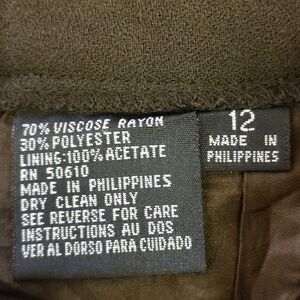 70% VISCOSE RAYON
30% POLYESTER
LINING:100% ACETATE
RN 50610
MADE IN PHILIPPINES
DRY CLEAN ONLY
SEE REVERSE FOR CARE
INSTRUCTIONS AU DOS
VER AL DORSO PARA CUIDADO
12
MADE IN
PHILIPPINES